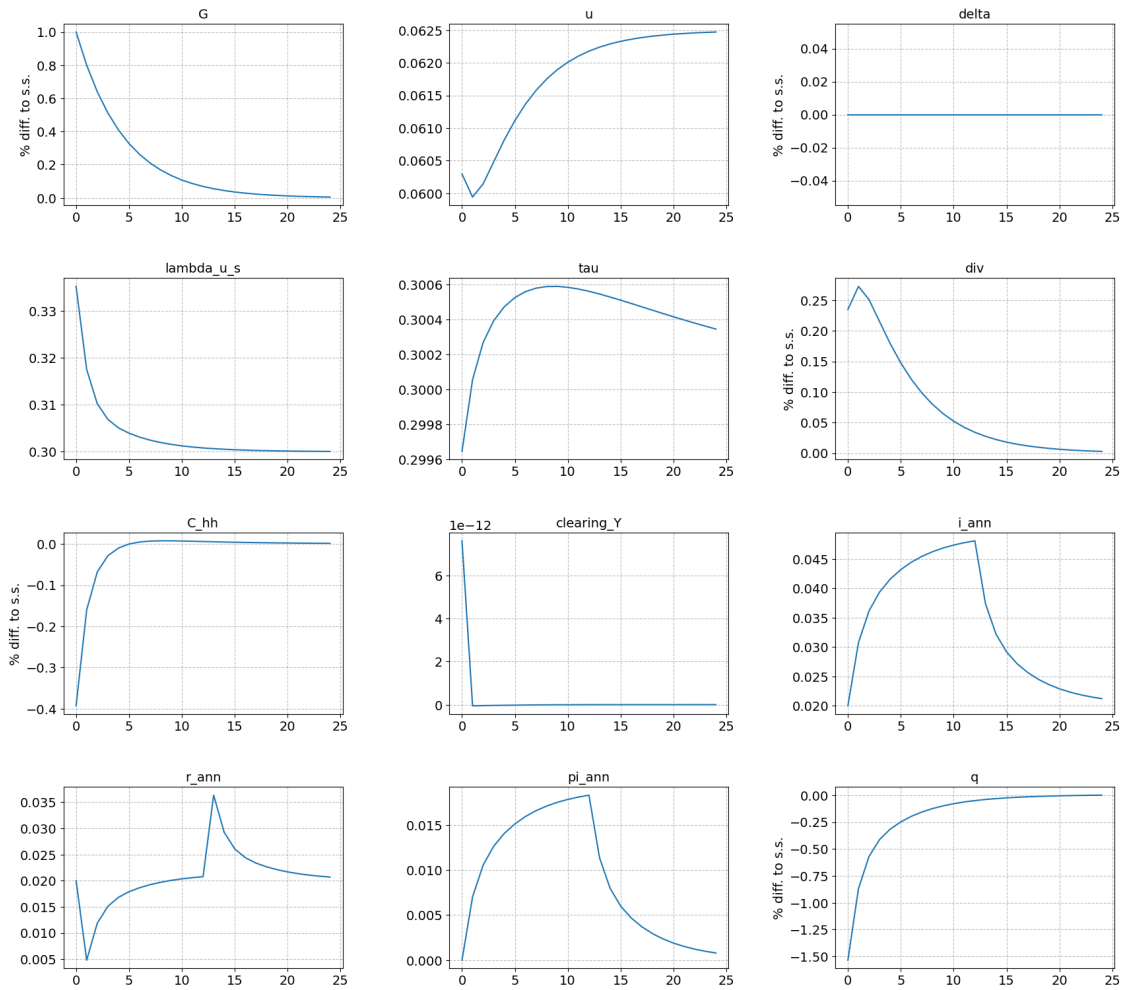 G
u
delta
% diff. to s.s.
1.0
0.8
0.6
0.4
0.2
0.0
0 5 10 15 20 25
0.0625
0.0620
0.0615
0.0610
0.0605
0.0600
0 5 10 15 20 25
% diff. to s.s.
0.04
0.02
0.00
−0.02
−0.04
0 5 10 15 20 25
lambda_u_s
tau
div
0.33
0.32
0.31
0.30
0 5 10 15 20 25
0.3006
0.3004
0.3002
0.3000
0.2998
0.2996
0 5 10 15 20 25
% diff. to s.s.
0.25
0.20
0.15
0.10
0.05
0.00
0 5 10 15 20 25
C_hh
clearing_Y
i_ann
% diff. to s.s.
0.0
−0.1
−0.2
−0.3
−0.4
0 5 10 15 20 25
1e−12
6
4
2
0
0 5 10 15 20 25
0.045
0.040
0.035
0.030
0.025
0.020
0 5 10 15 20 25
r_ann
pi_ann
q
0.035
0.030
0.025
0.020
0.015
0.010
0.005
0 5 10 15 20 25
0.015
0.010
0.005
0.000
0 5 10 15 20 25
% diff. to s.s.
0.00
−0.25
−0.50
−0.75
−1.00
−1.25
−1.50
0 5 10 15 20 25